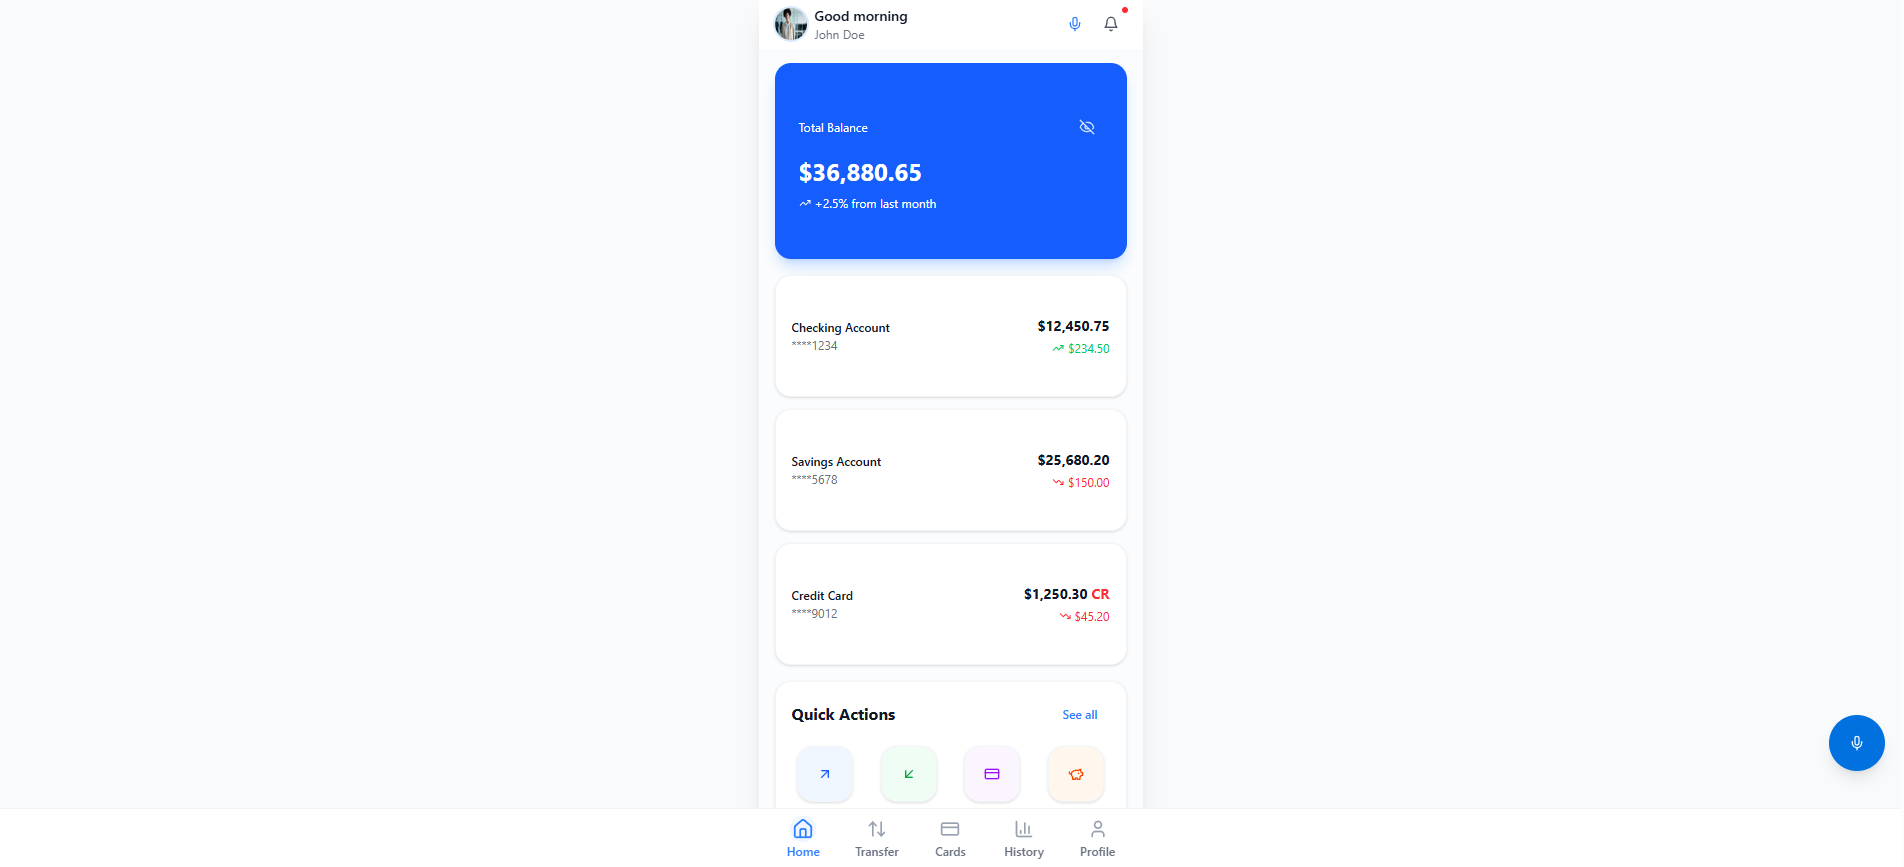 Good morning
John Doe
Total Balance
$36,880.65
+2.5% from last month
Checking Account
$12,450.75
****1234
$234.50
Savings Account
$25,680.20
****5678
$150.00
Credit Card
$1,250.30 CR
****9012
$45.20
Quick Actions
See all
Home
Transfer
Cards
History
Profile